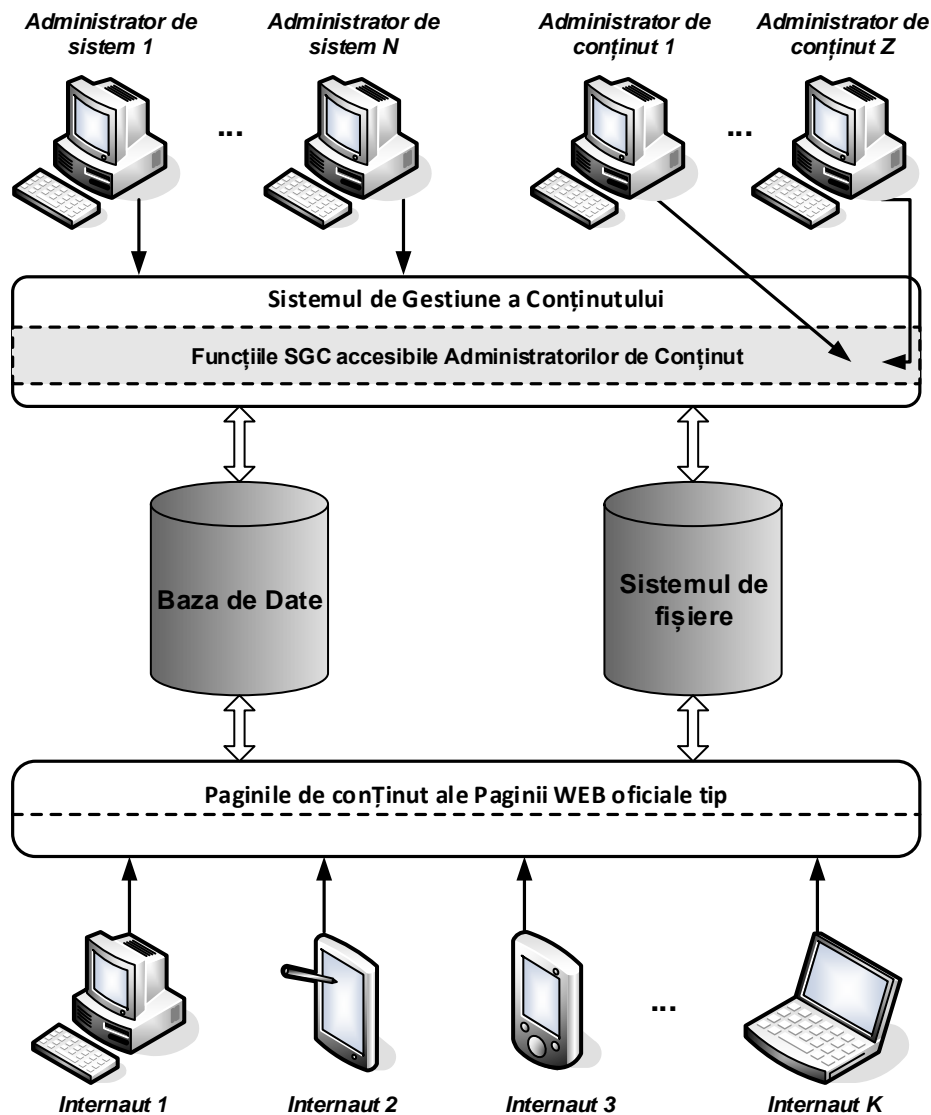 Administrator de
sistem 1
Administrator de
sistem N
Administrator de
conținut 1
Administrator de
conținut Z
...
...
Sistemul de Gestiune a Conținutului
Funcțiile SGC accesibile Administratorilor de Conținut
Baza de Date
Sistemul de
fișiere
Paginile de conȚinut ale Paginii WEB oficiale tip
...
Internaut 1
Internaut 2
Internaut 3
Internaut K